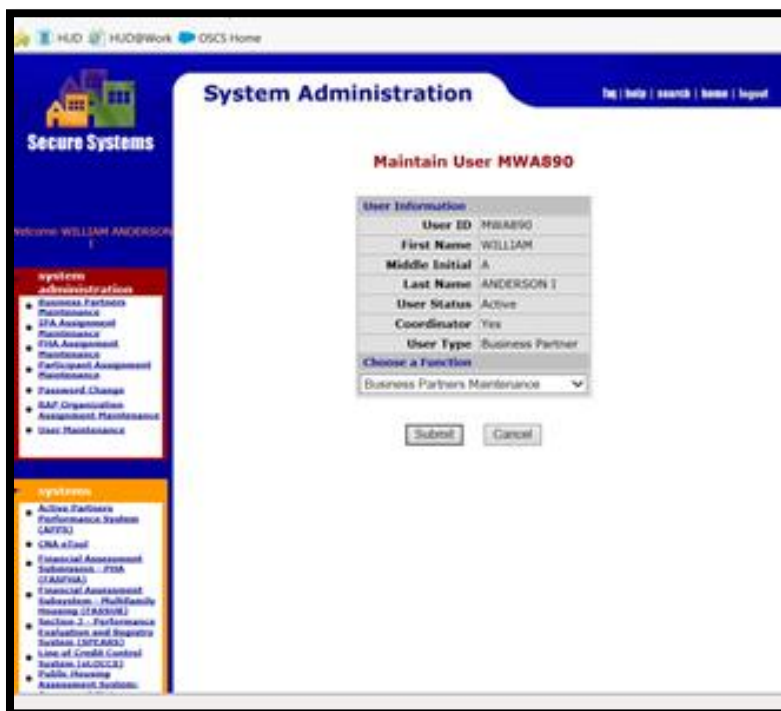 HUD HUD@Work OSCS Home
System Administration
| help | search | home | logout
Secure Systems
Maintain User MWA890
Welcome WILLIAM ANDERSON
I
User Information
User ID MWA890
First Name WILLIAM
Middle Initial A
Last Name ANDERSON I
User Status Active
Coordinator Yes
User Type Business Partner
Choose a Function
Business Partners Maintenance
Submit Cancel
system
administration
Business Partners
Maintenance
IPA Assignment
Maintenance
PHA Assignment
Maintenance
Participant Assignment
Maintenance
Password Change
Organization
Assignment Maintenance
User Maintenance
systems
Active Partners
Performance System
(APPS)
CNA eTool
Financial Assessment
Submission - PHA
(FASPHA)
Financial Assessment
Subsystem - Multifamily
Housing (FASSUB)
Section 3 - Performance
Evaluation and Registry
System (SPEARS)
Line of Credit Control
System (eLOCCS)
Public Housing
Assessment System: